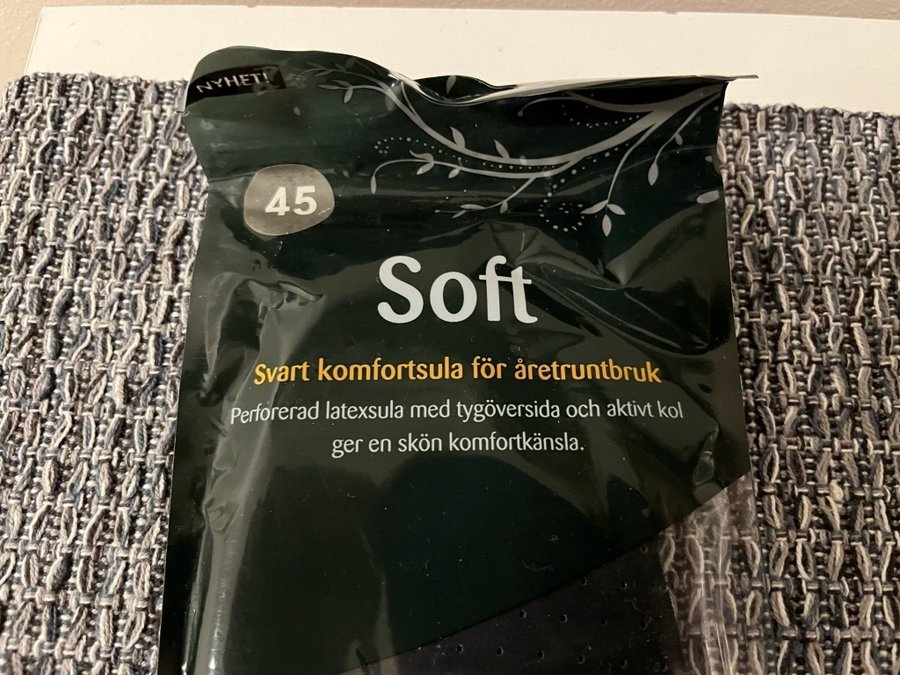 NYHET!
45
Soft
Svart komfortsula för åretruntbruk
Perforerad latexsula med tygöversida och aktivt kol
ger en skön komfortkänsla.